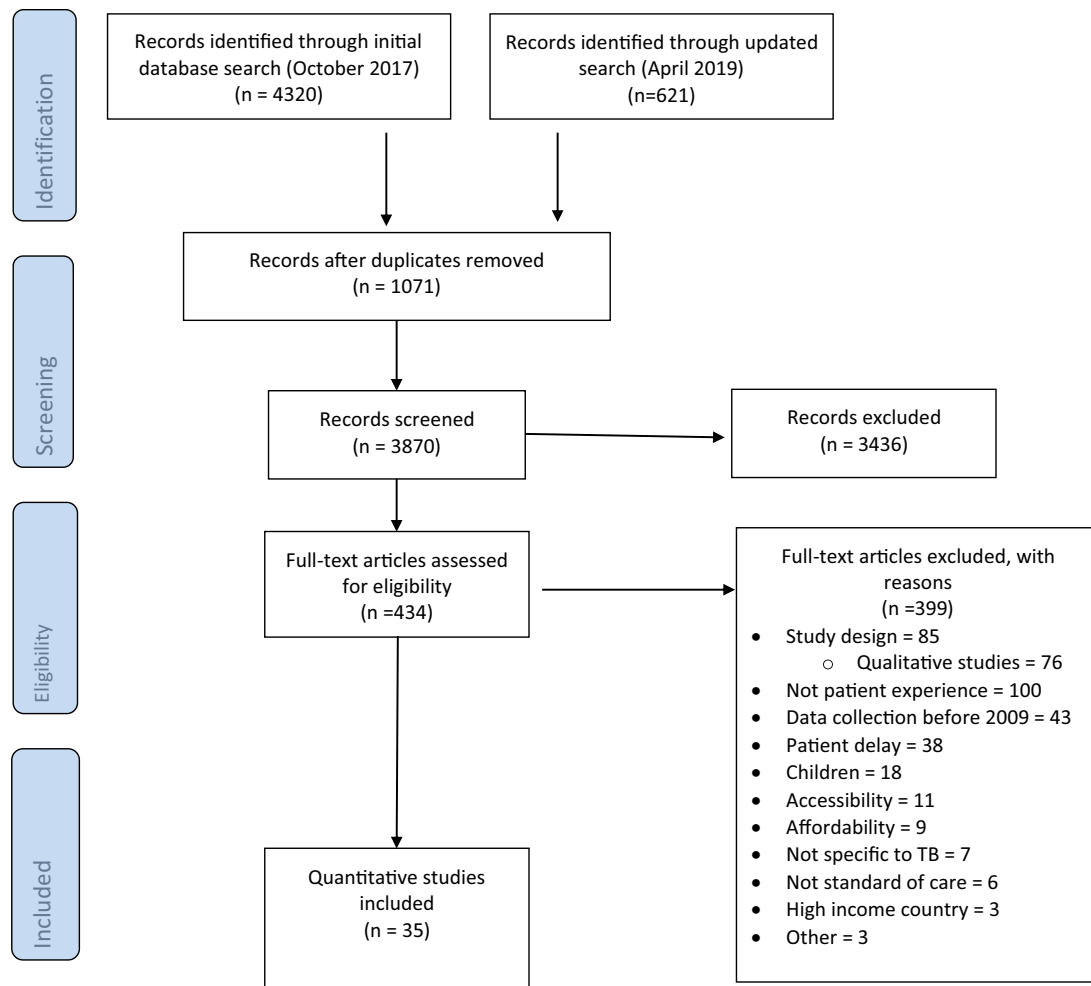 Identification
Records identified through initial
database search (October 2017)
(n = 4320)
Records identified through updated
search (April 2019)
(n=621)
Screening
Records after duplicates removed
(n = 1071)
Records screened
(n = 3870)
Records excluded
(n = 3436)
Eligibility
Full-text articles assessed
for eligibility
(n =434)
Full-text articles excluded, with
reasons
(n =399)
• Study design = 85
○ Qualitative studies = 76
• Not patient experience = 100
• Data collection before 2009 = 43
• Patient delay = 38
• Children = 18
• Accessibility = 11
• Affordability = 9
• Not specific to TB = 7
• Not standard of care = 6
• High income country = 3
• Other = 3
Included
Quantitative studies
included
(n = 35)